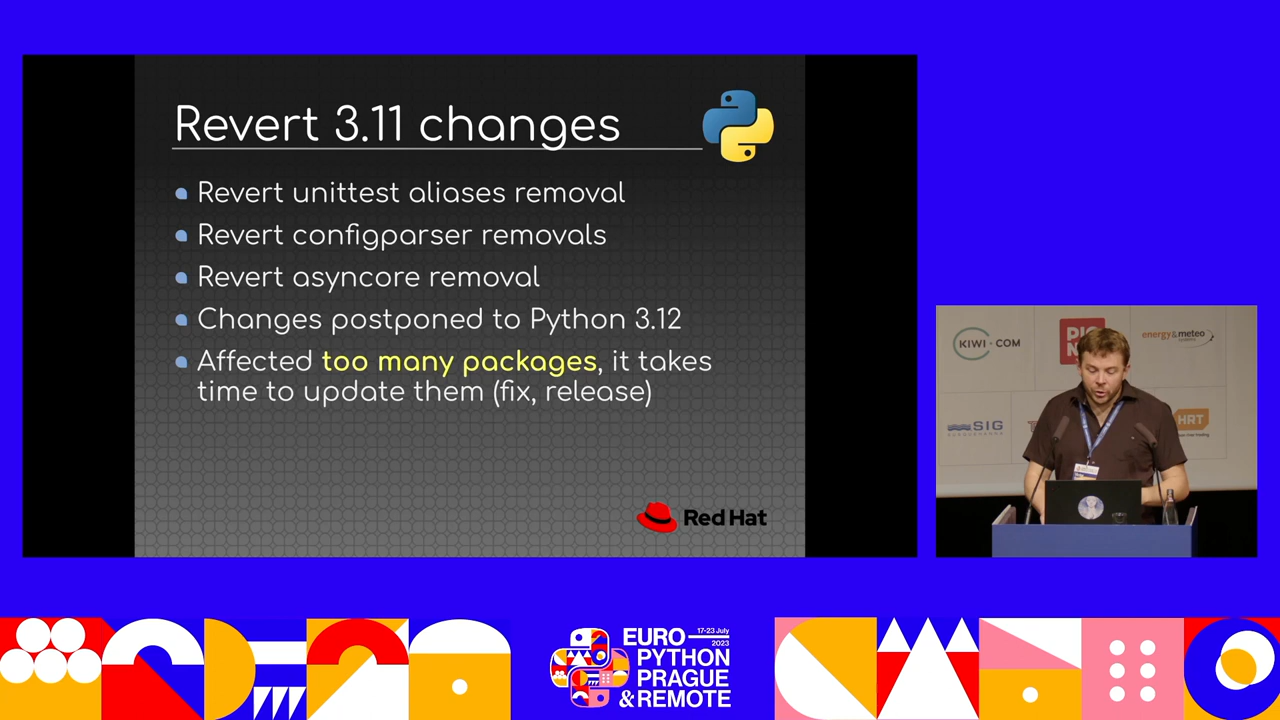 Revert 3.11 changes
Revert unittest aliases removal
Revert configparser removals
Revert asyncore removal
Changes postponed to Python 3.12
Affected too many packages, it takes
time to update them (fix, release)
Red Hat
KIWI.COM
energy & meteo
systems
SIG
HRT
17-23 July
2023
EURO
PYTHON
PRAGUE
&REMOTE